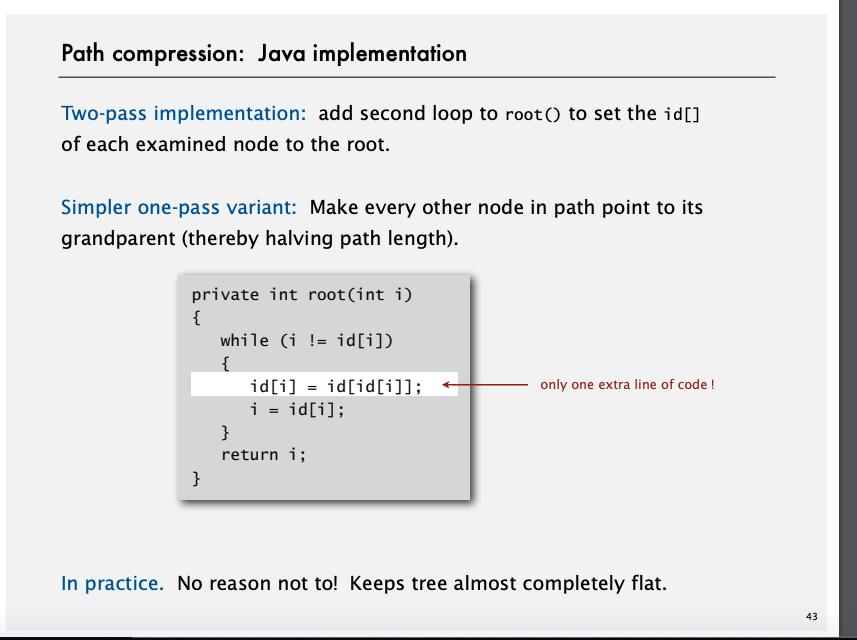 Path compression: Java implementation
Two-pass implementation: add second loop to root() to set the id[]
of each examined node to the root.
Simpler one-pass variant: Make every other node in path point to its
grandparent (thereby halving path length).
private int root(int i)
{
while (i != id[i])
{
id[i] = id[id[i]];
only one extra line of code !
i = id[i];
}
return i;
}
In practice. No reason not to! Keeps tree almost completely flat.
43